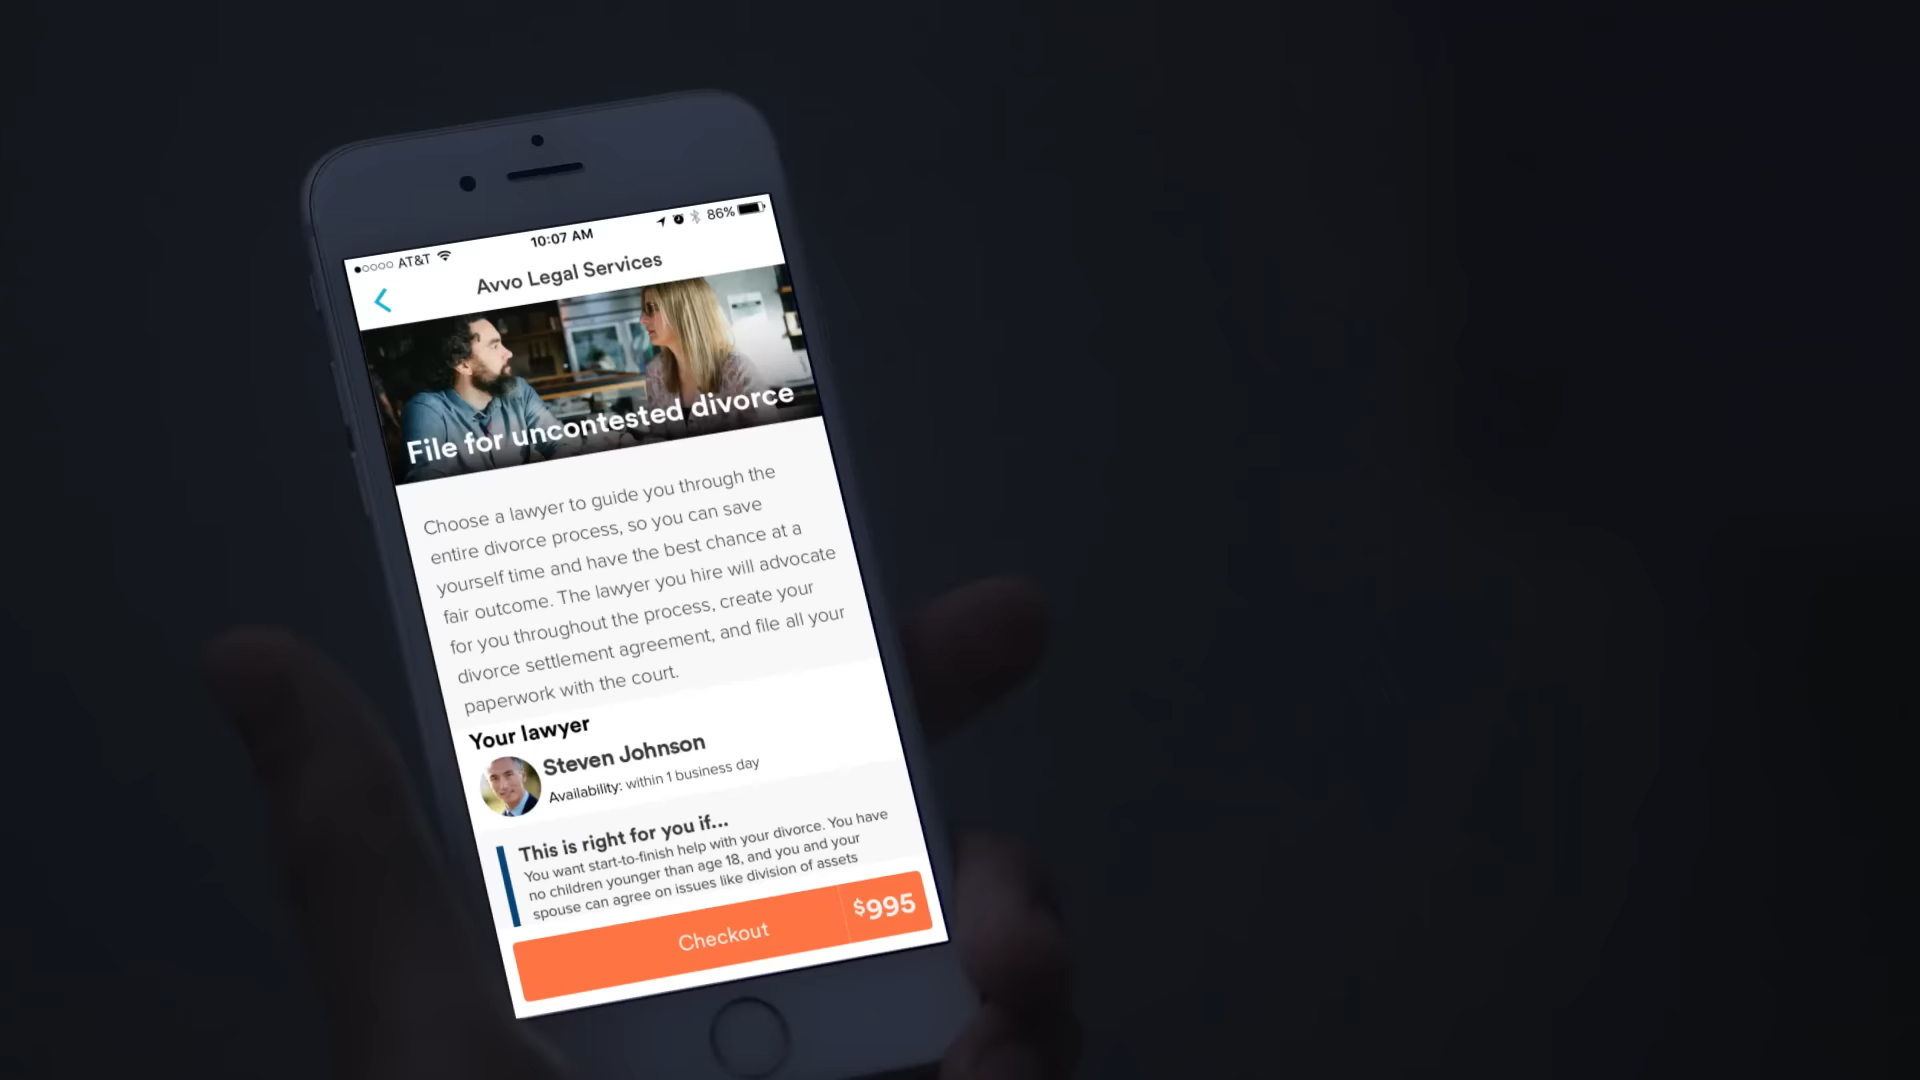 AT&T 10:07 AM 86%
Avvo Legal Services
File for uncontested divorce
Choose a lawyer to guide you through the
entire divorce process, so you can save
yourself time and have the best chance at a
fair outcome. The lawyer you hire will advocate
for you throughout the process, create your
divorce settlement agreement, and file all your
paperwork with the court.
Your lawyer
Steven Johnson
Availability: within 1 business day
This is right for you if...
You want start-to-finish help with your divorce. You have
no children younger than age 18, and you and your
spouse can agree on issues like division of assets
Checkout $995